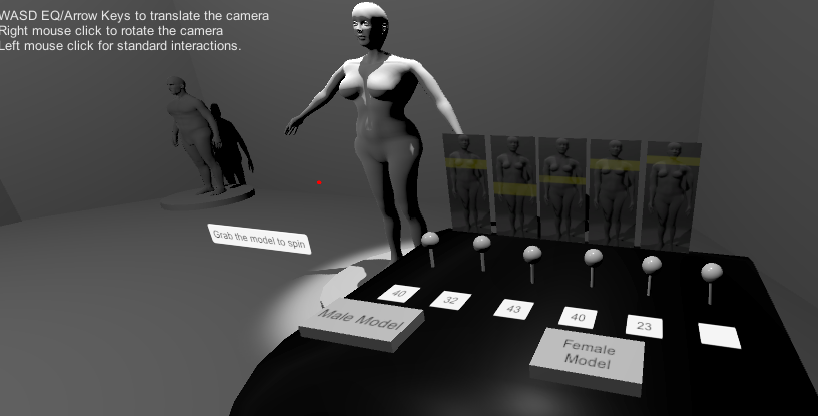 WASD EQ/Arrow Keys to translate the camera
Right mouse click to rotate the camera
Left mouse click for standard interactions.
Grab the model to spin
40
32
43
40
23
Male Model
Female
Model